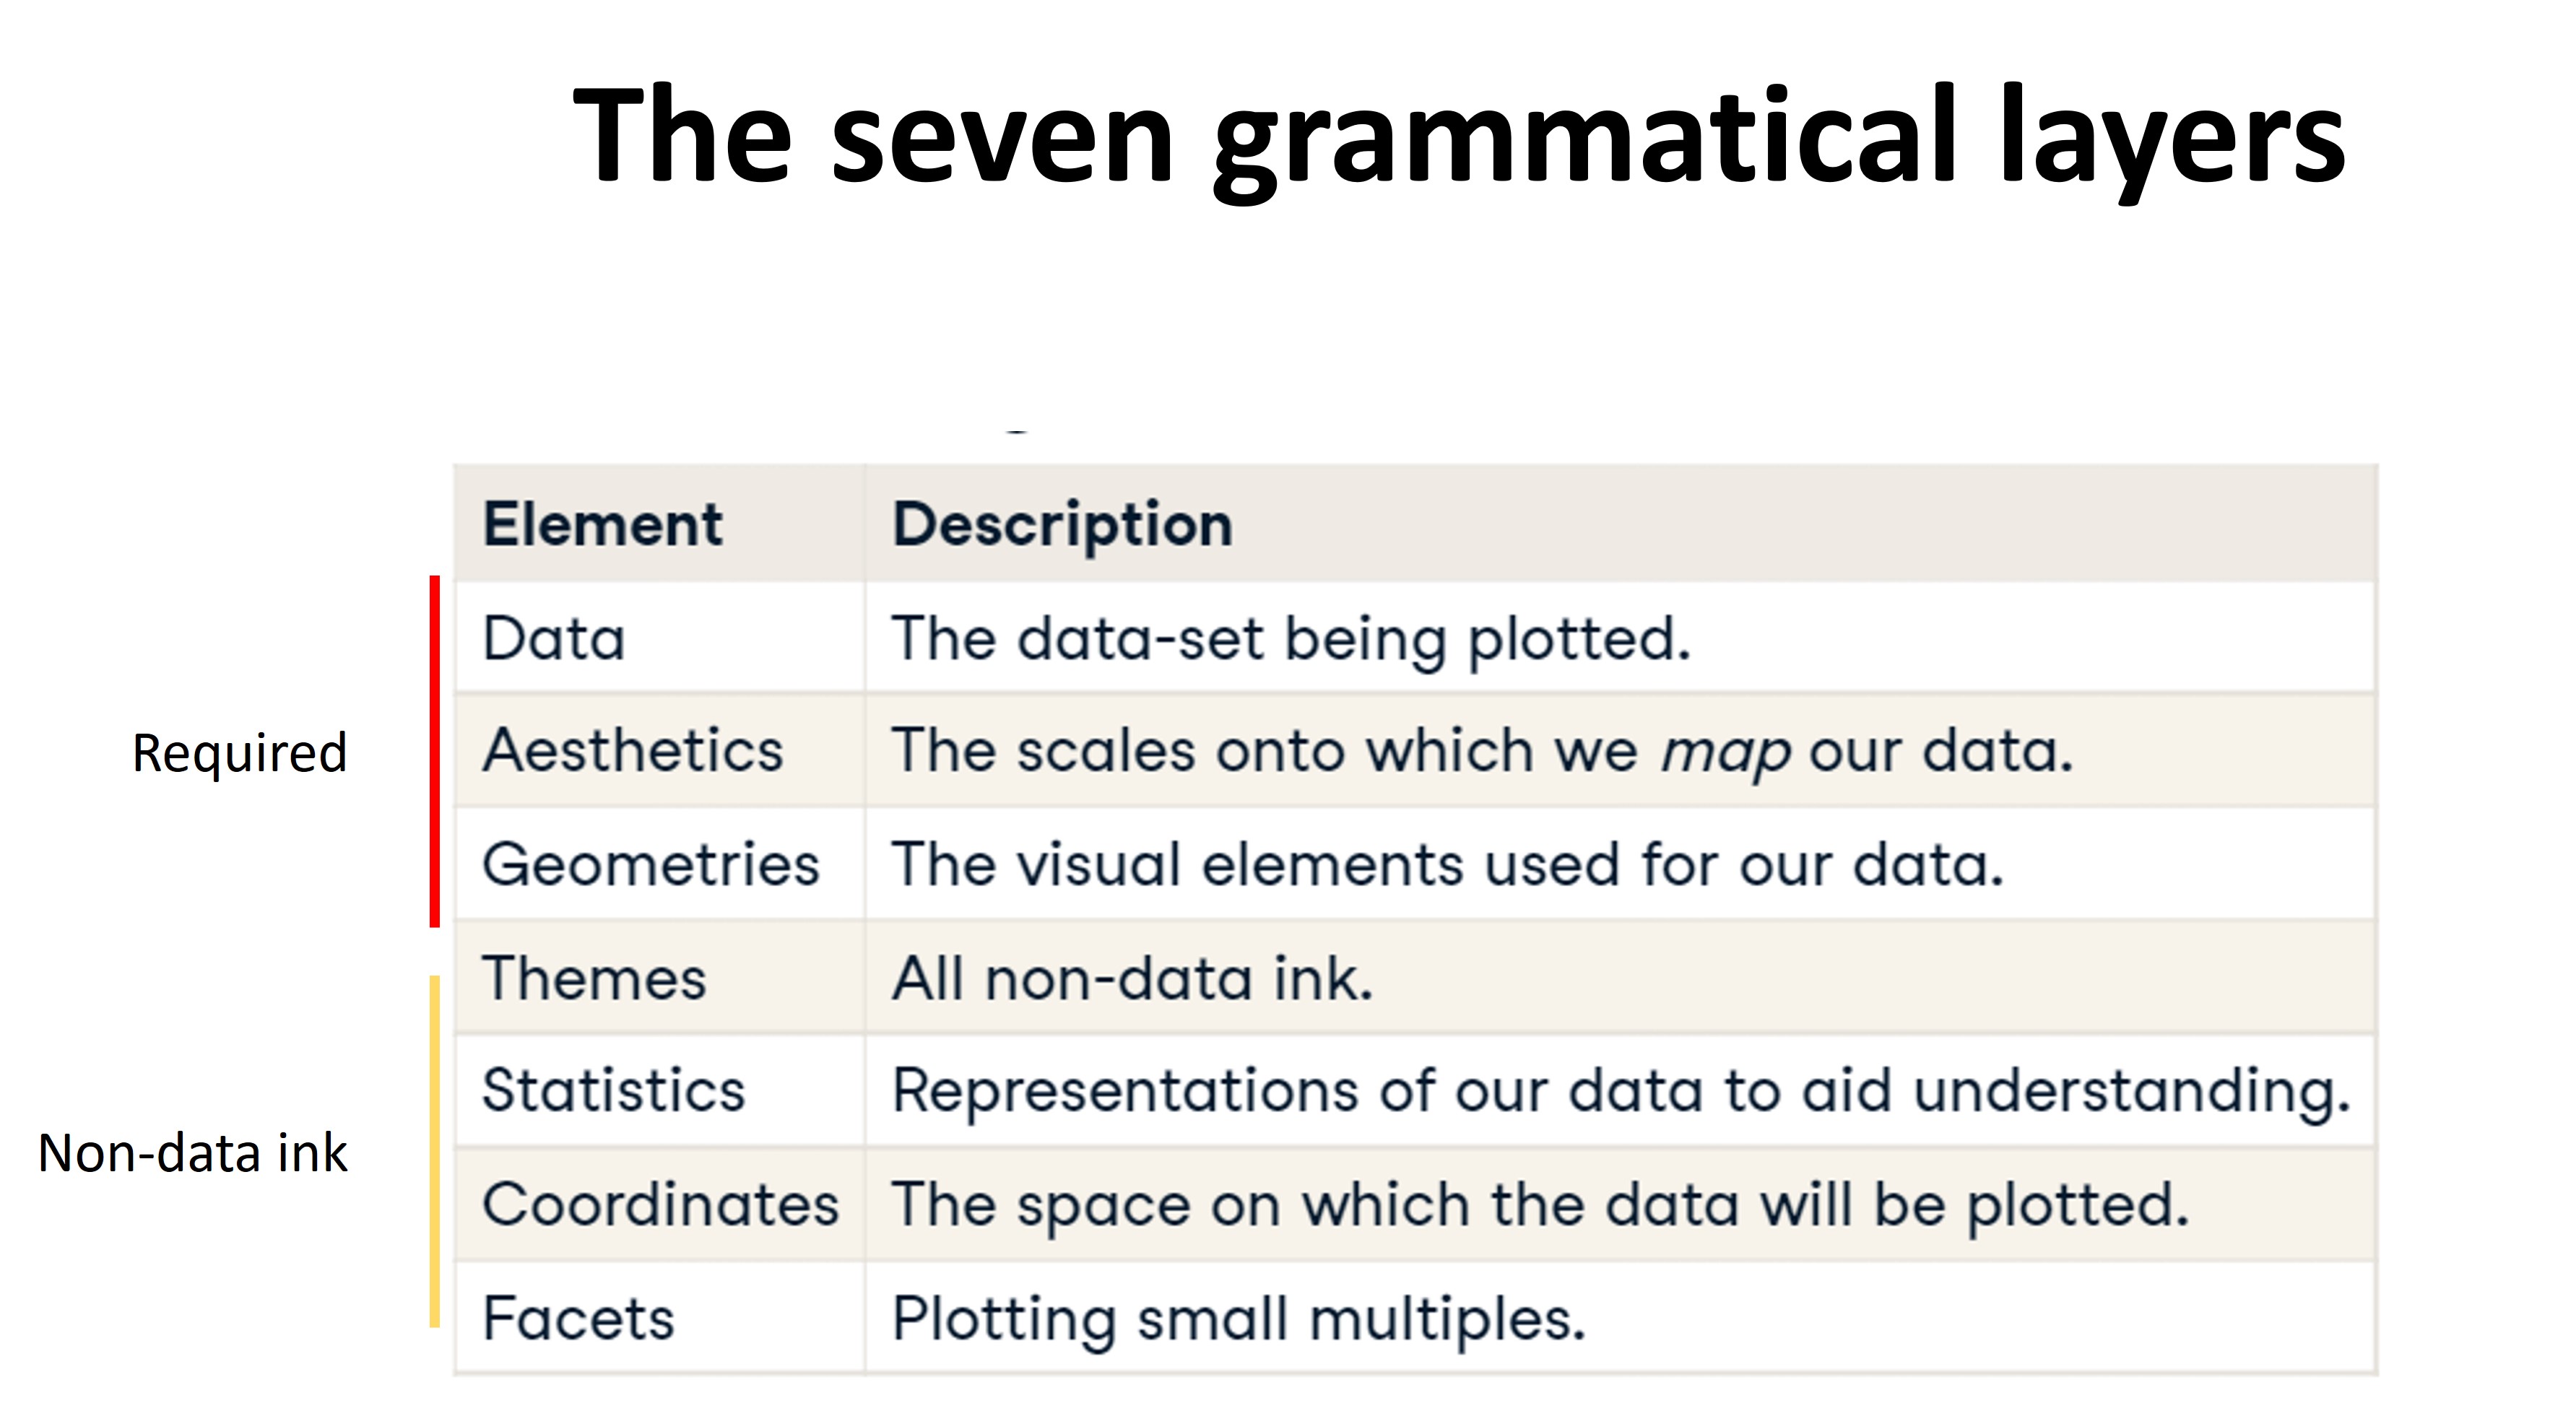 The seven grammatical layers
Element Description
Data The data-set being plotted.
Required
Aesthetics The scales onto which we map our data.
Geometries The visual elements used for our data.
Themes All non-data ink.
Statistics Representations of our data to aid understanding.
Non-data ink
Coordinates The space on which the data will be plotted.
Facets Plotting small multiples.